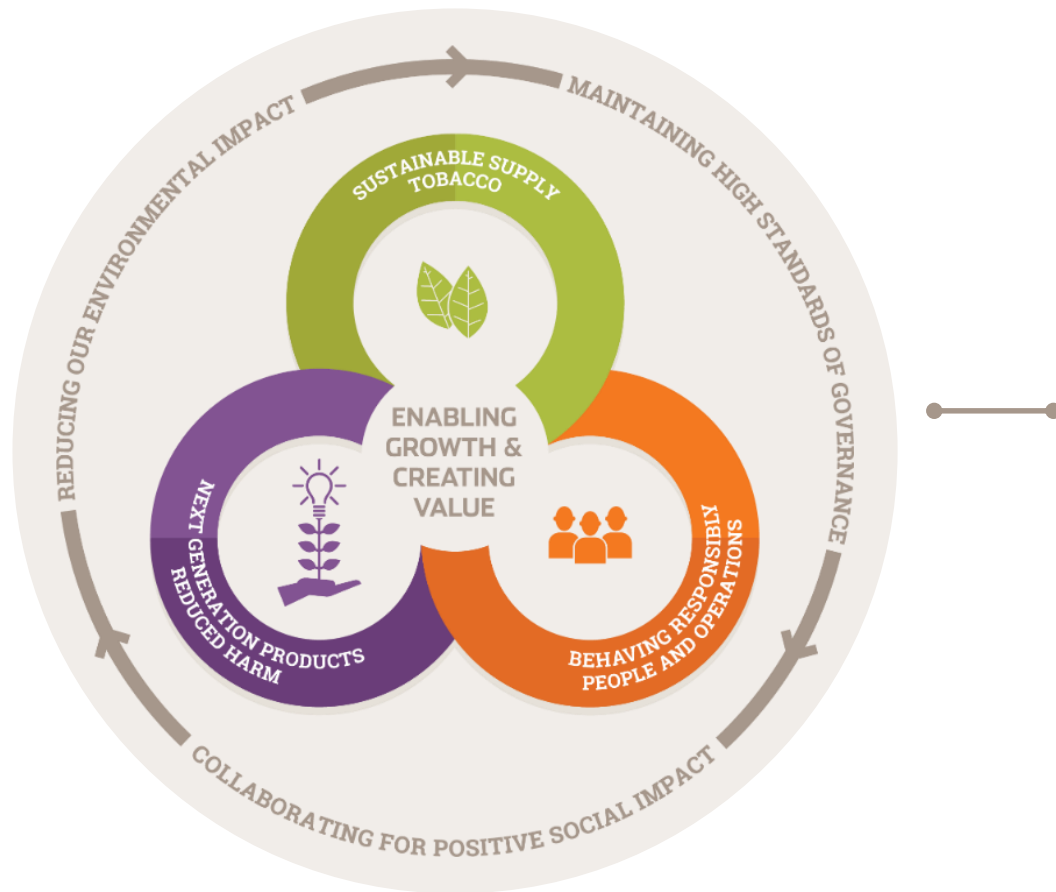 REDUCING OUR ENVIRONMENTAL IMPACT
MAINTAINING HIGH STANDARDS OF GOVERNANCE
COLLABORATING FOR POSITIVE SOCIAL IMPACT
SUSTAINABLE SUPPLY
TOBACCO
ENABLING
GROWTH &
CREATING
VALUE
NEXT GENERATION PRODUCTS
REDUCED HARM
BEHAVING RESPONSIBLY
PEOPLE AND OPERATIONS